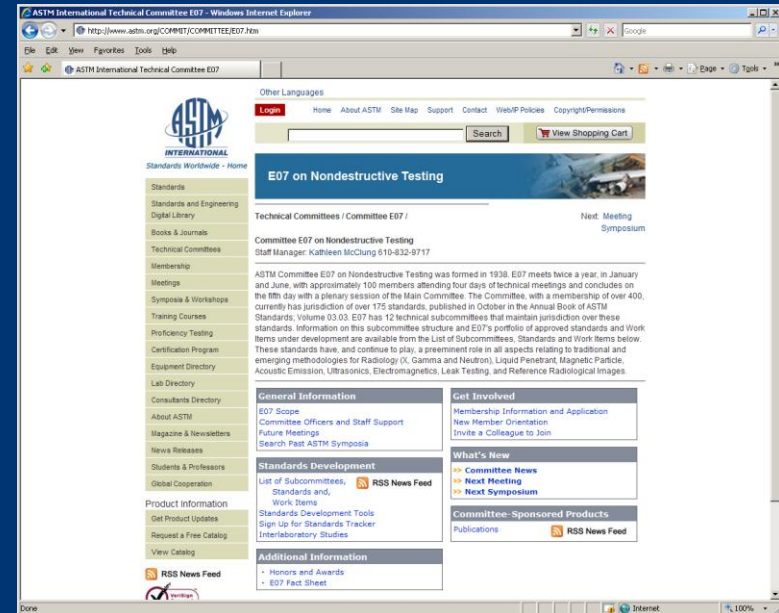 ASTM International Technical Committee E07 - Windows Internet Explorer
http://www.astm.org/COMMIT/COMMITTEE/E07.htm
Google
File Edit View Favorites Tools Help
ASTM International Technical Committee E07
Page Tools
Other Languages
Login Home About ASTM Site Map Support Contact Web/IP Policies Copyright/Permissions
Search View Shopping Cart
ASTM
INTERNATIONAL
Standards Worldwide - Home
Standards
Standards and Engineering
Digital Library
Books & Journals
Technical Committees
Membership
Meetings
Symposia & Workshops
Training Courses
Proficiency Testing
Certification Program
Equipment Directory
Lab Directory
Consultants Directory
About ASTM
Magazine & Newsletters
News Releases
Students & Professors
Global Cooperation
Product Information
Get Product Updates
Request a Free Catalog
View Catalog
RSS News Feed
VeriSign
E07 on Nondestructive Testing
Technical Committees / Committee E07 /
Next: Meeting
Symposium
Committee E07 on Nondestructive Testing
Staff Manager: Kathleen McClung 610-832-9717
ASTM Committee E07 on Nondestructive Testing was formed in 1938. E07 meets twice a year, in January
and June, with approximately 100 members attending four days of technical meetings and concludes on
the fifth day with a plenary session of the Main Committee. The Committee, with a membership of over 400,
currently has jurisdiction of over 175 standards, published in October in the Annual Book of ASTM
Standards; Volume 03.03. E07 has 12 technical subcommittees that maintain jurisdiction over these
standards. Information on this subcommittee structure and E07's portfolio of approved standards and Work
Items under development are available from the List of Subcommittees, Standards and Work Items below.
These standards have, and continue to play, a preeminent role in all aspects relating to traditional and
emerging methodologies for Radiology (X, Gamma and Neutron), Liquid Penetrant, Magnetic Particle,
Acoustic Emission, Ultrasonics, Electromagnetics, Leak Testing, and Reference Radiological Images.
General Information
E07 Scope
Committee Officers and Staff Support
Future Meetings
Search Past ASTM Symposia
Standards Development
List of Subcommittees, RSS News Feed
Standards and,
Work Items
Standards Development Tools
Sign Up for Standards Tracker
Interlaboratory Studies
Additional Information
· Honors and Awards
· E07 Fact Sheet
Get Involved
Membership Information and Application
New Member Orientation
Invite a Colleague to Join
What's New
>> Committee News
>> Next Meeting
>> Next Symposium
Committee-Sponsored Products
Publications RSS News Feed
Done
Internet
100%